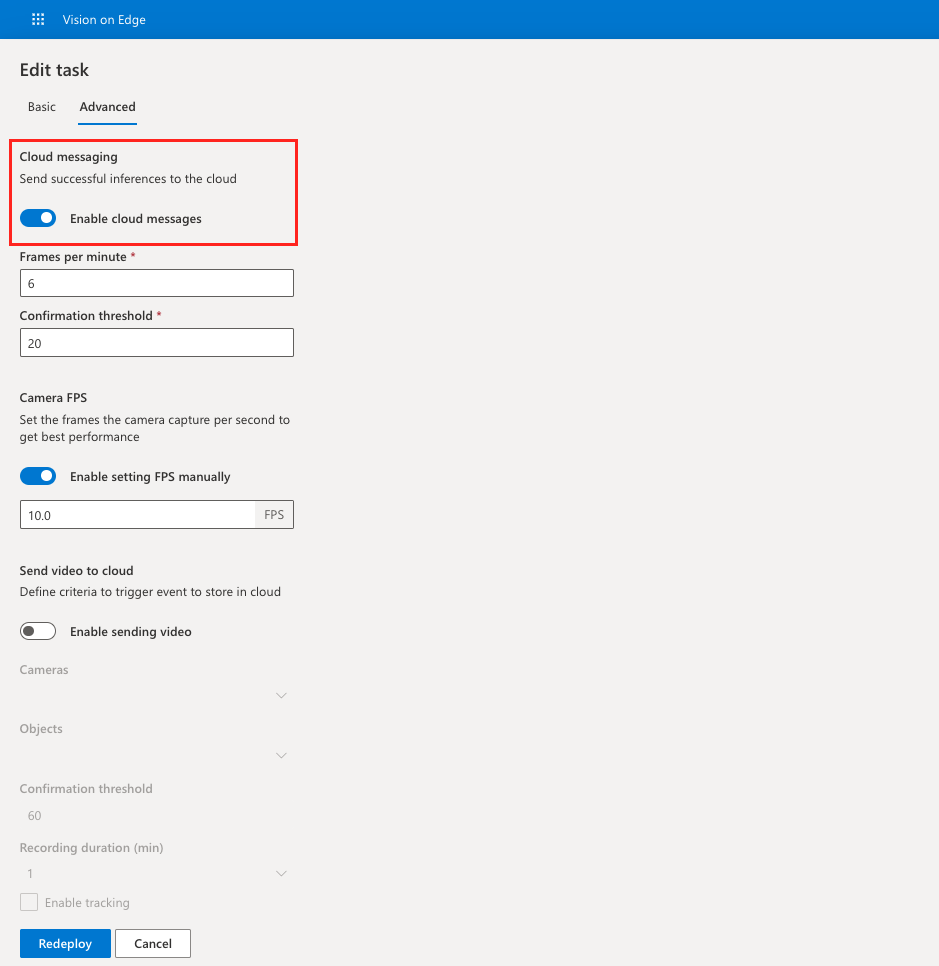 Vision on Edge
Edit task
Basic Advanced
Cloud messaging
Send successful inferences to the cloud
Enable cloud messages
Frames per minute *
6
Confirmation threshold *
20
Camera FPS
Set the frames the camera capture per second to
get best performance
Enable setting FPS manually
10.0 FPS
Send video to cloud
Define criteria to trigger event to store in cloud
Enable sending video
Cameras
Objects
Confirmation threshold
60
Recording duration (min)
1
Enable tracking
Redeploy Cancel